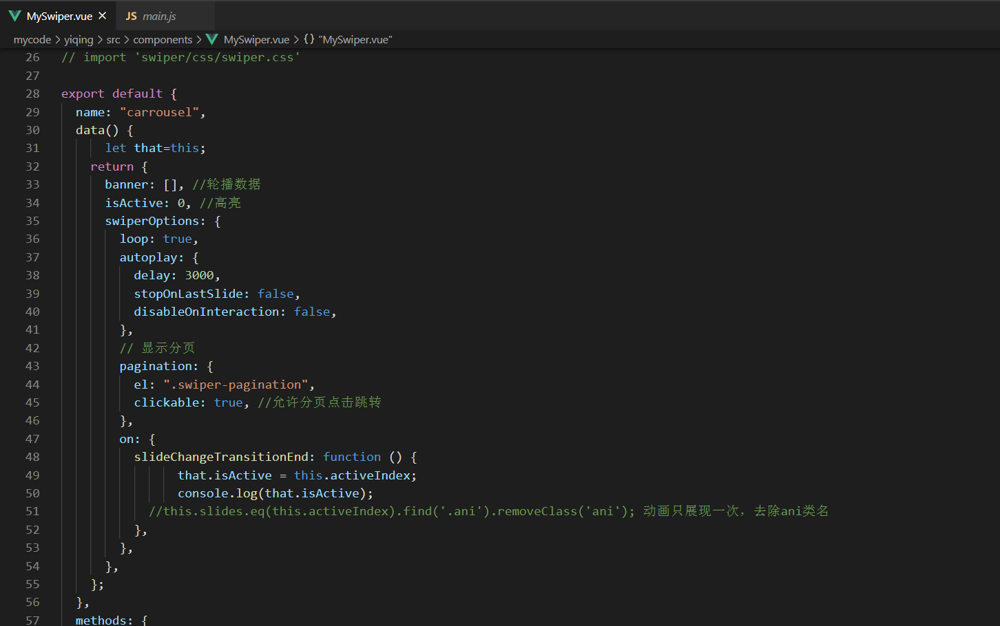 MySwiper.vue × JS main.js
mycode > yiqing > src > components > MySwiper.vue > {} "MySwiper.vue"
26 // import 'swiper/css/swiper.css'
27
28 export default {
29 name: "carrousel",
30 data() {
31 let that=this;
32 return {
33 banner: [], //轮播数据
34 isActive: 0, //高亮
35 swiperOptions: {
36 loop: true,
37 autoplay: {
38 delay: 3000,
39 stopOnLastSlide: false,
40 disableOnInteraction: false,
41 },
42 // 显示分页
43 pagination: {
44 el: ".swiper-pagination",
45 clickable: true, //允许分页点击跳转
46 },
47 on: {
48 slideChangeTransitionEnd: function () {
49 that.isActive = this.activeIndex;
50 console.log(that.isActive);
51 //this.slides.eq(this.activeIndex).find('.ani').removeClass('ani'); 动画只展现一次，去除ani类名
52 },
53 },
54 },
55 };
56 },
57 methods: {